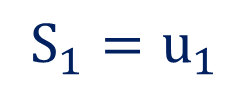 S₁ = u₁